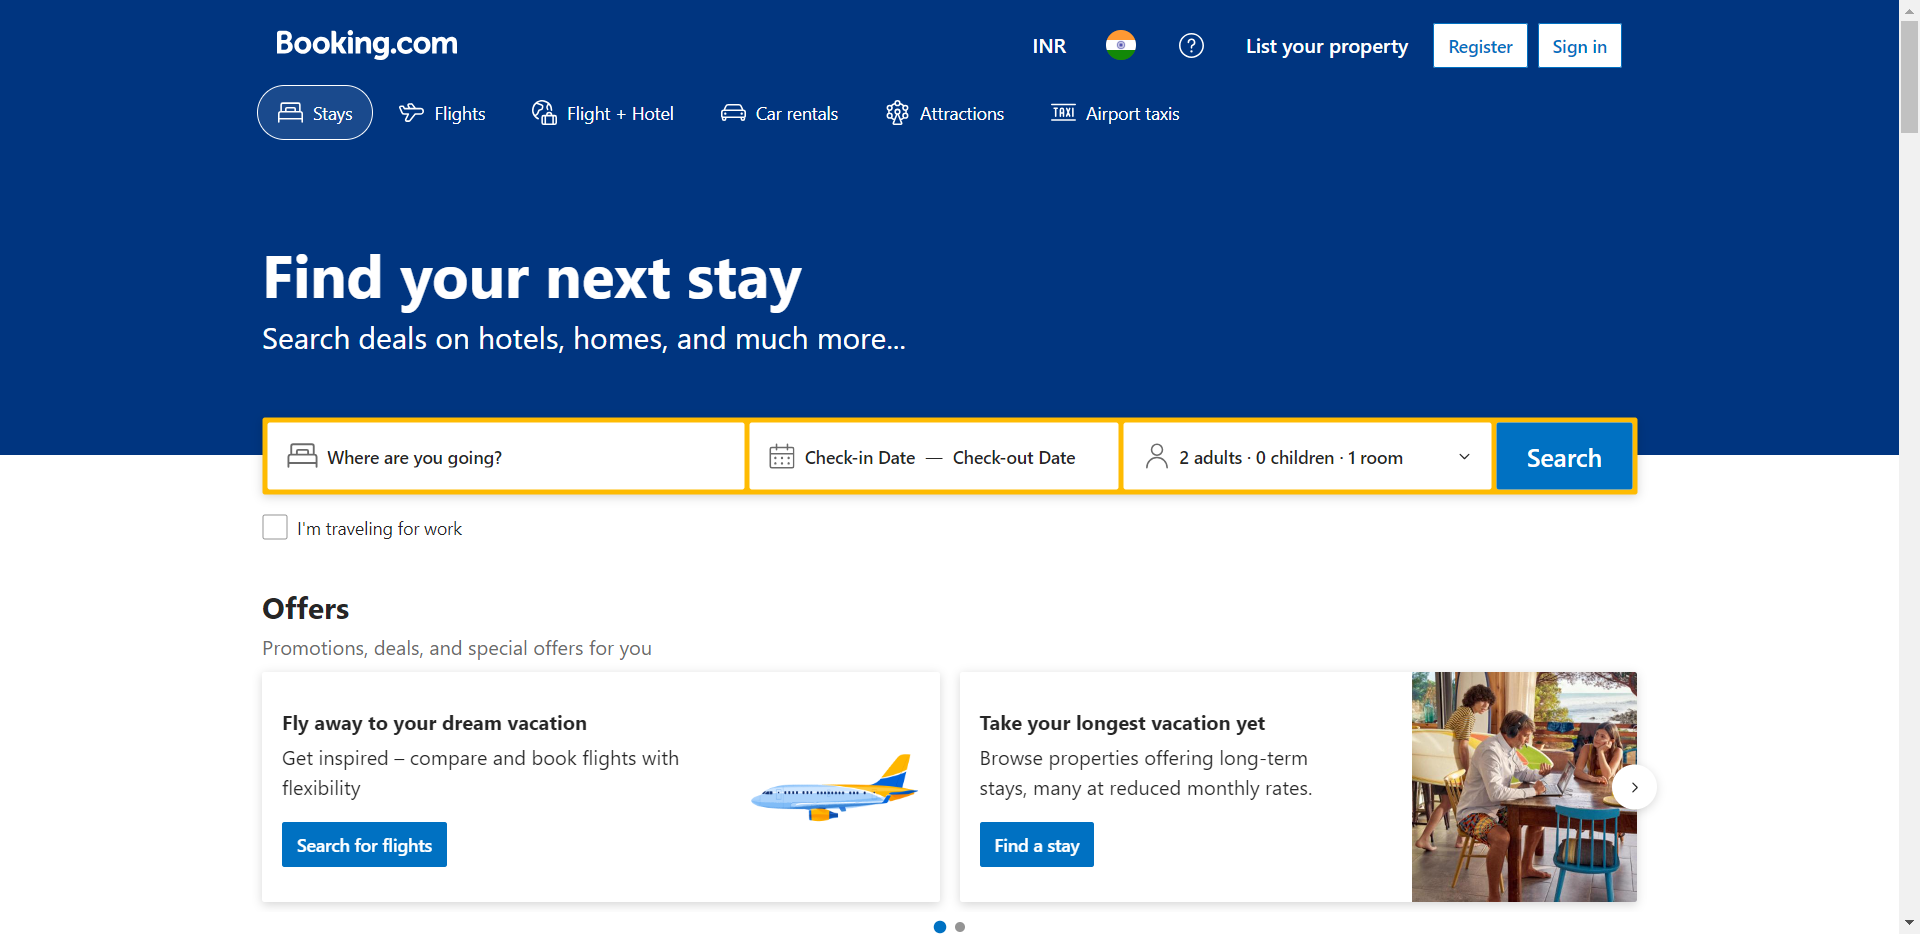 Booking.com
INR
List your property
Register
Sign in
Stays
Flights
Flight + Hotel
Car rentals
Attractions
TAXI
Airport taxis
Find your next stay
Search deals on hotels, homes, and much more...
Where are you going?
Check-in Date — Check-out Date
2 adults · 0 children · 1 room
Search
I'm traveling for work
Offers
Promotions, deals, and special offers for you
Fly away to your dream vacation
Get inspired – compare and book flights with
flexibility
Search for flights
Take your longest vacation yet
Browse properties offering long-term
stays, many at reduced monthly rates.
Find a stay